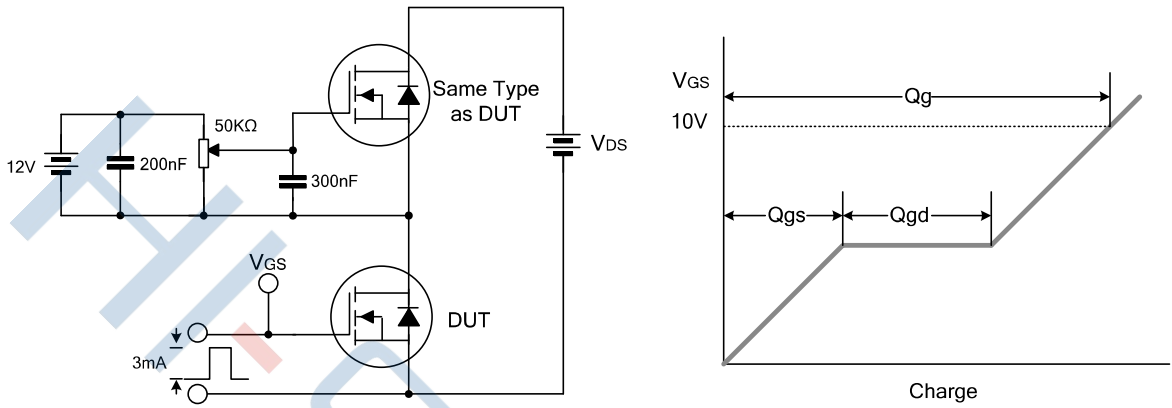 12V
200nF
50KΩ
300nF
Same Type
as DUT
VDS
VGS
3mA
DUT
VGS
10V
Qg
Qgs
Qgd
Charge